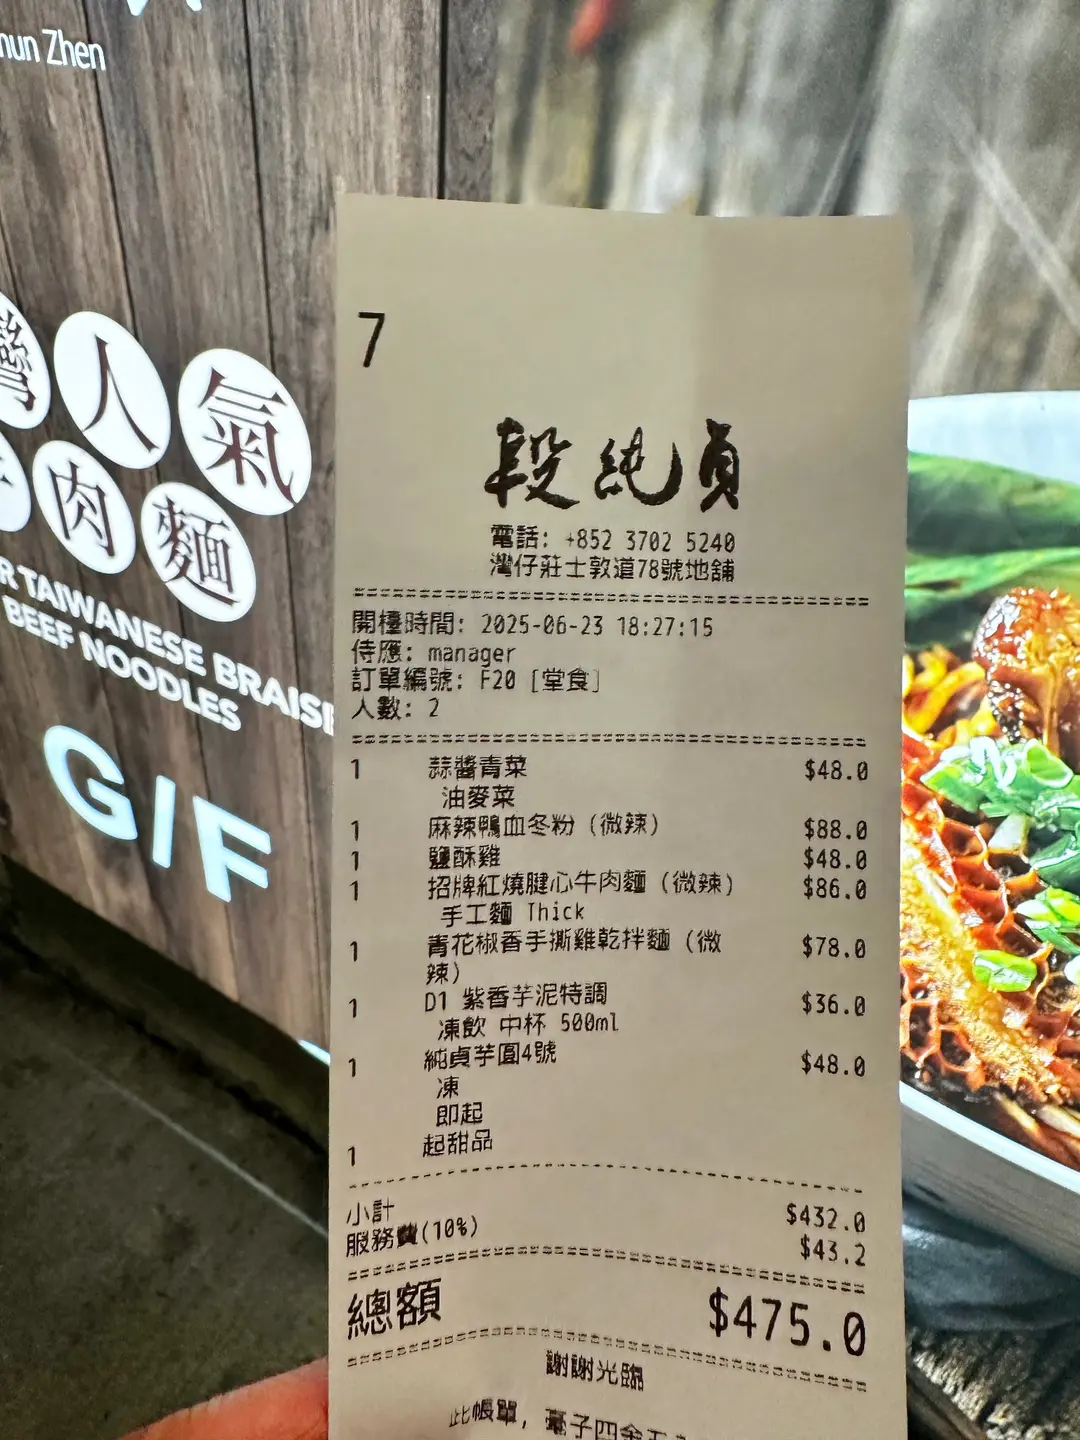 Zhen
人氣
肉麵
TAIWANESE BRAISE
BEEF NOODLES
G/F
7
段純貞
電話: +852 3702 5240
灣仔莊士敦道78號地舖
開檯時間: 2025-06-23 18:27:15
侍應: manager
訂單編號: F20 [堂食]
人數: 2
1 蒜醬青菜 $48.0
油麥菜
1 麻辣鴨血冬粉 (微辣) $88.0
1 鹽酥雞 $48.0
1 招牌紅燒腱心牛肉麵 (微辣) $86.0
手工麵 Thick
1 青花椒香手撕雞乾拌麵 (微 $78.0
辣)
1 D1 紫香芋泥特調 $36.0
凍飲 中杯 500ml
1 純貞芋圓4號 $48.0
凍
即起
1 起甜品
小計 $432.0
服務費(10%) $43.2
總額 $475.0
謝謝光臨
此帳單,